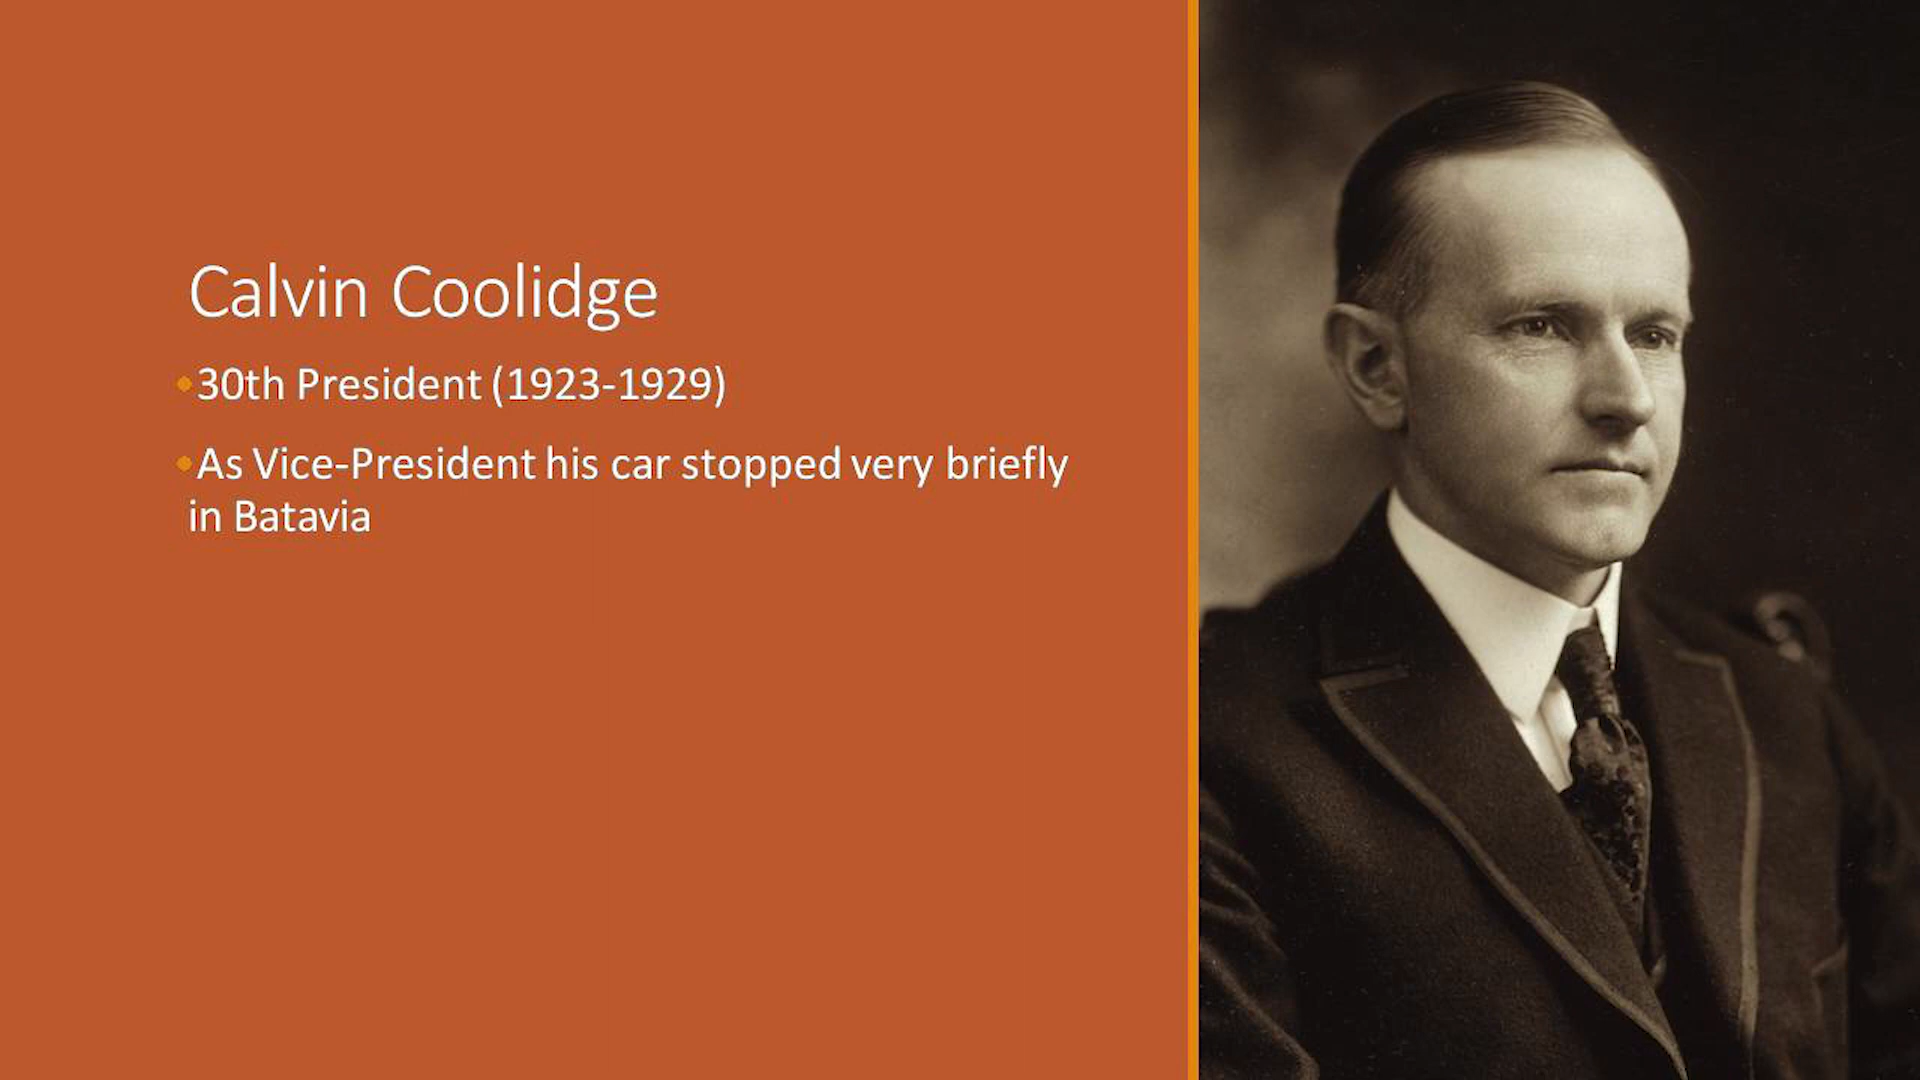 Calvin Coolidge
•30th President (1923-1929)
•As Vice-President his car stopped very briefly
in Batavia